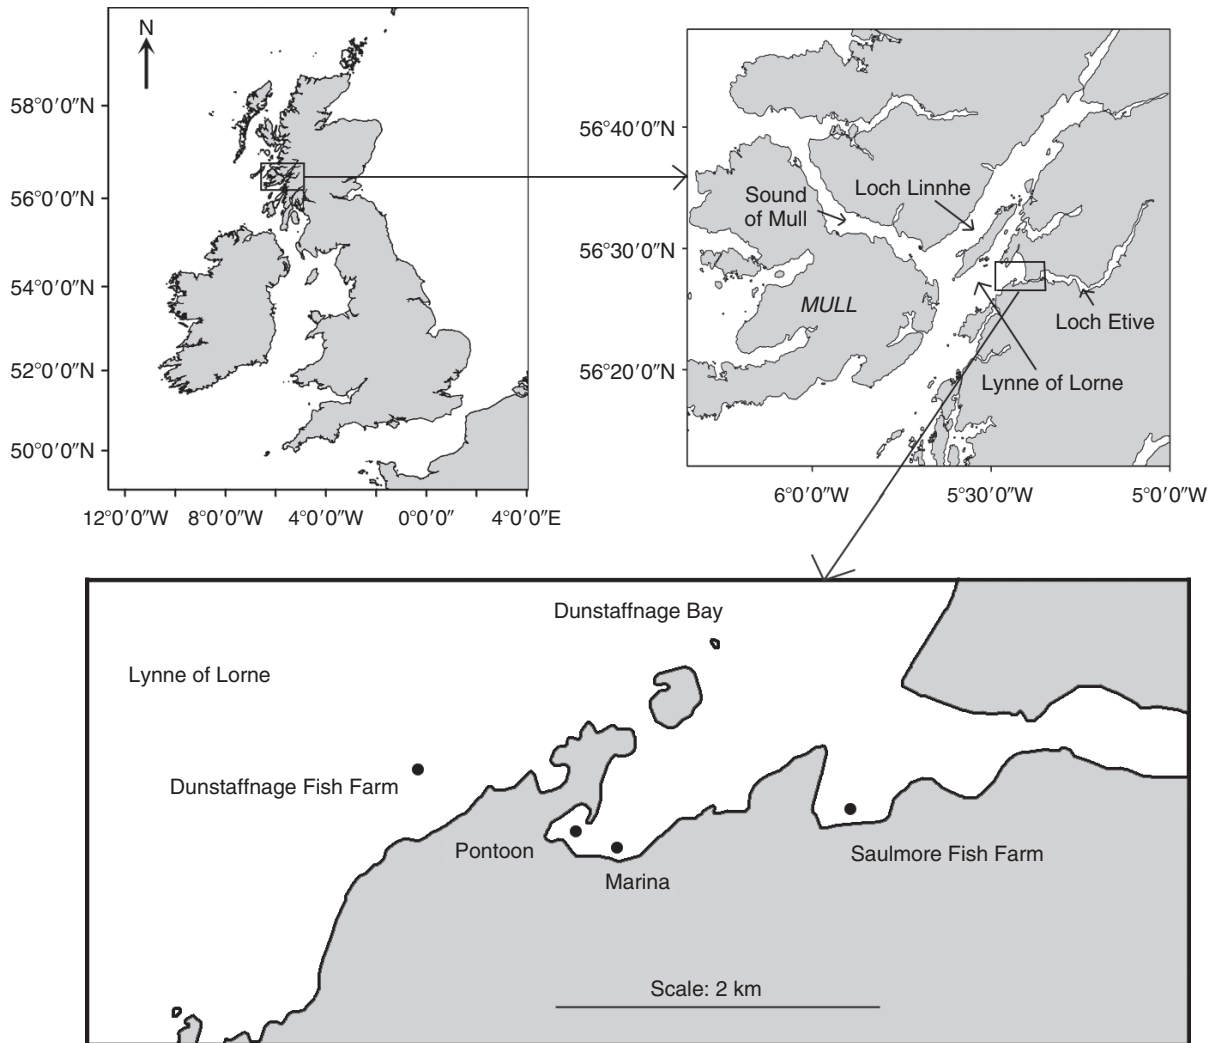 N
58°0′0″N
56°0′0″N
54°0′0″N
52°0′0″N
50°0′0″N
12°0′0″W 8°0′0″W 4°0′0″W 0°0′0″ 4°0′0″E
56°40′0″N
56°30′0″N
56°20′0″N
Sound
of Mull
Loch Linnhe
MULL
Loch Etive
Lynne of Lorne
6°0′0″W 5°30′0″W 5°0′0″W
Dunstaffnage Bay
Lynne of Lorne
Dunstaffnage Fish Farm
Pontoon
Marina
Saulmore Fish Farm
Scale: 2 km